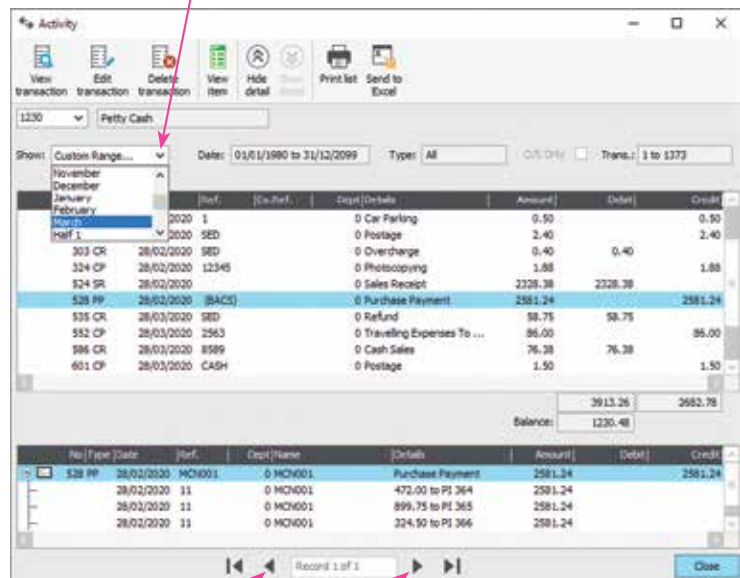 Activity
View transaction Edit transaction Delete transaction View item Hide detail Print list Send to Excel
1230 Petty Cash
Show: Custom Range... Date: 01/01/1980 to 31/12/2099 Type: All O/S Only Trans.: 1 to 1373
November
December
January
February
March
Half 1
Ref. Ex.Ref. Dept Details Amount Debit Credit
2020 1 0 Car Parking 0.50 0.50
2020 SED 0 Postage 2.40 2.40
303 CR 28/02/2020 SED 0 Overcharge 0.40 0.40
324 CP 28/02/2020 12345 0 Photocopying 1.88 1.88
524 SR 28/02/2020 0 Sales Receipt 2328.38 2328.38
528 PP 28/02/2020 (BACS) 0 Purchase Payment 2581.24 2581.24
535 CR 28/03/2020 SED 0 Refund 58.75 58.75
552 CP 28/03/2020 2563 0 Travelling Expenses To ... 86.00 86.00
586 CR 28/03/2020 8589 0 Cash Sales 76.38 76.38
601 CP 28/03/2020 CASH 0 Postage 1.50 1.50
3913.26 2682.78
Balance: 1230.48
No Type Date Ref. Dept Name Details Amount Debit Credit
528 PP 28/02/2020 MCN001 0 MCN001 Purchase Payment 2581.24 2581.24
28/02/2020 11 0 MCN001 472.00 to PI 364 2581.24
28/02/2020 11 0 MCN001 899.75 to PI 365 2581.24
28/02/2020 11 0 MCN001 324.50 to PI 366 2581.24
Record 1 of 1 Close